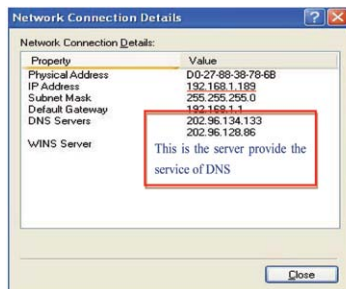 Network Connection Details
Network Connection Details:
Property Value
Physical Address D0-27-88-38-78-6B
IP Address 192.168.1.189
Subnet Mask 255.255.255.0
Default Gateway 192.168.1.1
DNS Servers 202.96.134.133
202.96.128.86
WINS Server
This is the server provide the
service of DNS
Close